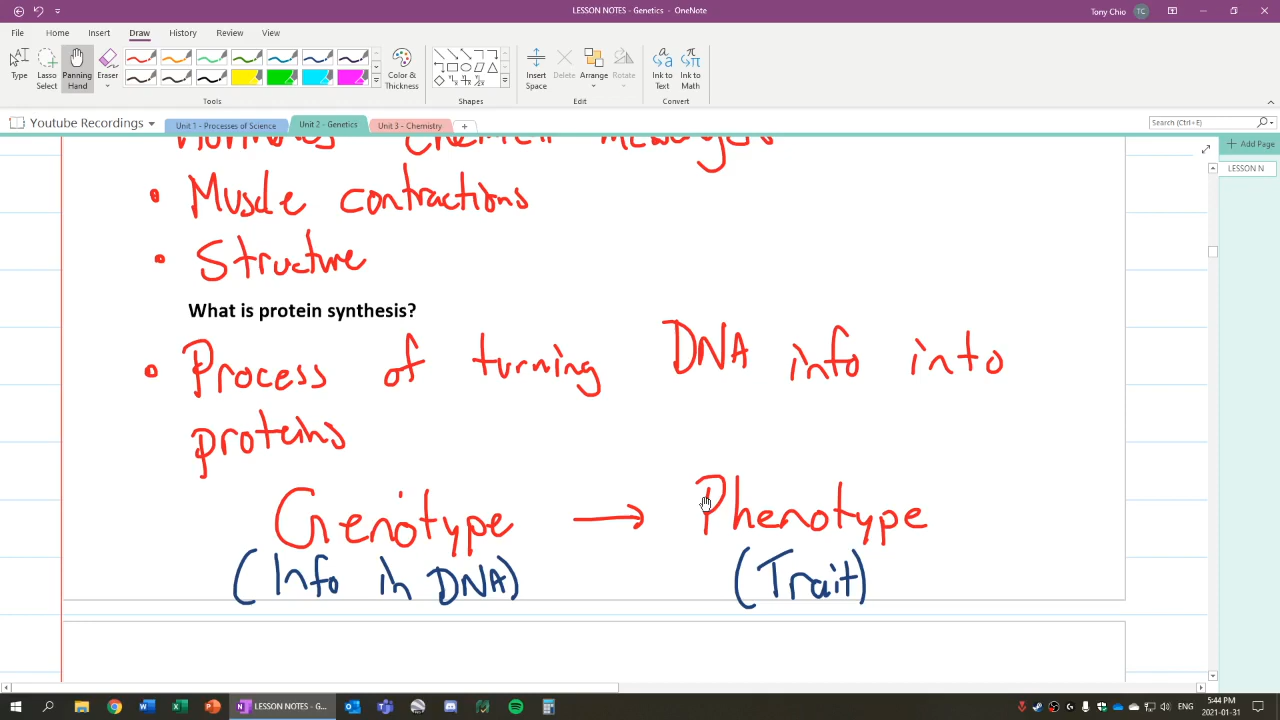 LESSON NOTES - Genetics - OneNote
Tony Chio TC
File Home Insert Draw History Review View
Type
Lasso Select
Panning Hand
Eraser
Color & Thickness
Insert Space
Delete
Arrange
Rotate
Ink to Text
Ink to Math
Tools
Shapes
Edit
Convert
Youtube Recordings
Unit 1 - Processes of Science
Unit 2 - Genetics
Unit 3 - Chemistry
Search (Ctrl+E)
Add Page
LESSON N
• Muscle contractions
• Structure
What is protein synthesis?
• Process of turning DNA info into
proteins
Genotype → Phenotype
(Info in DNA) (Trait)
LESSON NOTES - G...
5:44 PM
2021-01-31